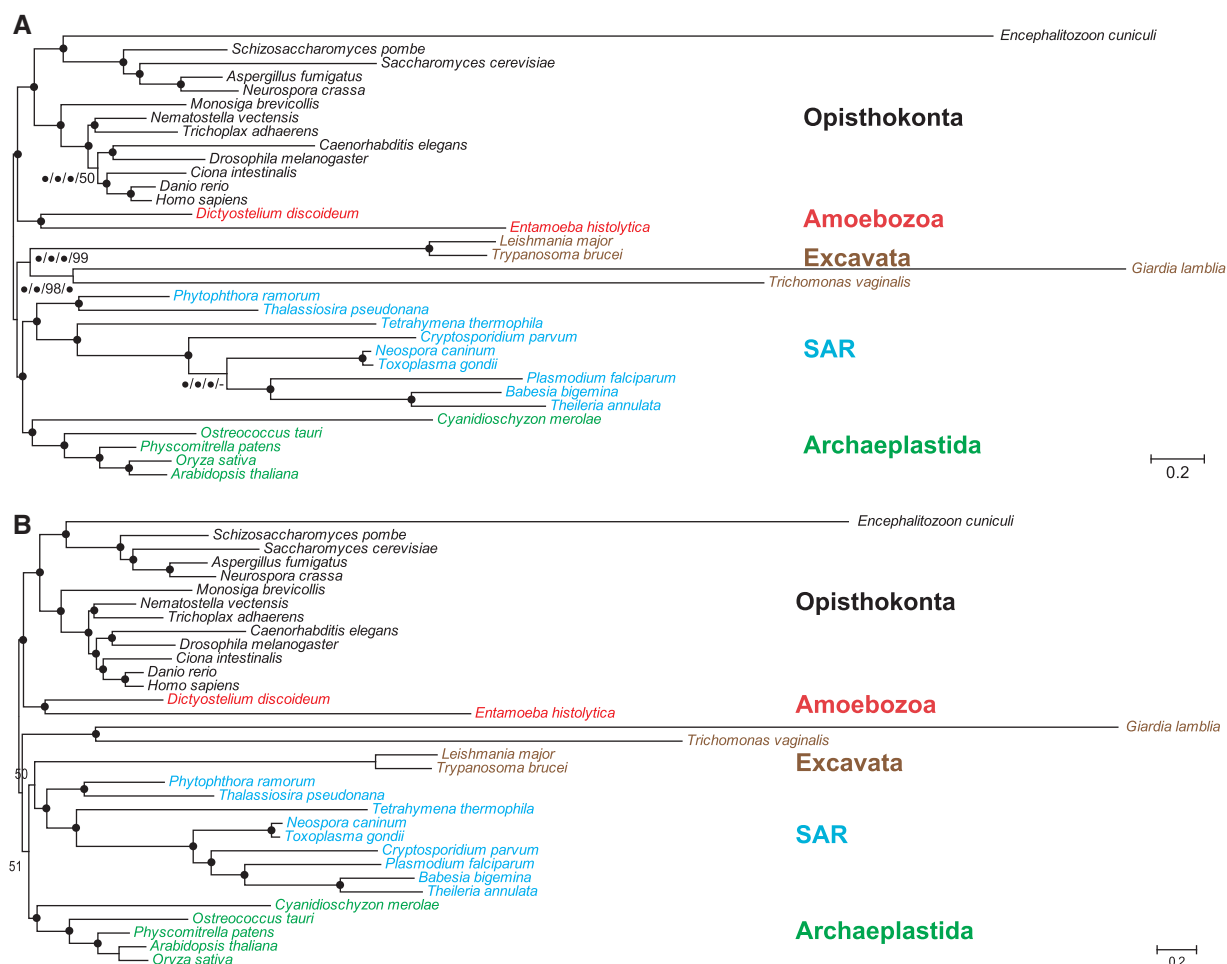 A
Encephalitozoon cuniculi
Schizosaccharomyces pombe
Saccharomyces cerevisiae
Aspergillus fumigatus
Neurospora crassa
Monosiga brevicollis
Nematostella vectensis
Opisthokonta
Trichoplax adhaerens
Caenorhabditis elegans
Drosophila melanogaster
Ciona intestinalis
●/●/●/50
Danio rerio
Homo sapiens
Dictyostelium discoideum
Amoebozoa
Entamoeba histolytica
Leishmania major
Trypanosoma brucei
Excavata
●/●/●/99
Giardia lamblia
Trichomonas vaginalis
●/●/98/●
Phytophthora ramorum
Thalassiosira pseudonana
Tetrahymena thermophila
Cryptosporidium parvum
Neospora caninum
SAR
Toxoplasma gondii
Plasmodium falciparum
●/●/●/-
Babesia bigemina
Theileria annulata
Cyanidioschyzon merolae
Ostreococcus tauri
Physcomitrella patens
Archaeplastida
Oryza sativa
Arabidopsis thaliana
0.2
B
Encephalitozoon cuniculi
Schizosaccharomyces pombe
Saccharomyces cerevisiae
Aspergillus fumigatus
Neurospora crassa
Monosiga brevicollis
Nematostella vectensis
Opisthokonta
Trichoplax adhaerens
Caenorhabditis elegans
Drosophila melanogaster
Ciona intestinalis
Danio rerio
Homo sapiens
Dictyostelium discoideum
Amoebozoa
Entamoeba histolytica
Giardia lamblia
Trichomonas vaginalis
Leishmania major
Excavata
Trypanosoma brucei
50
Phytophthora ramorum
Thalassiosira pseudonana
Tetrahymena thermophila
Neospora caninum
SAR
Toxoplasma gondii
Cryptosporidium parvum
Plasmodium falciparum
51
Babesia bigemina
Theileria annulata
Cyanidioschyzon merolae
Ostreococcus tauri
Physcomitrella patens
Archaeplastida
Arabidopsis thaliana
Oryza sativa
0.2